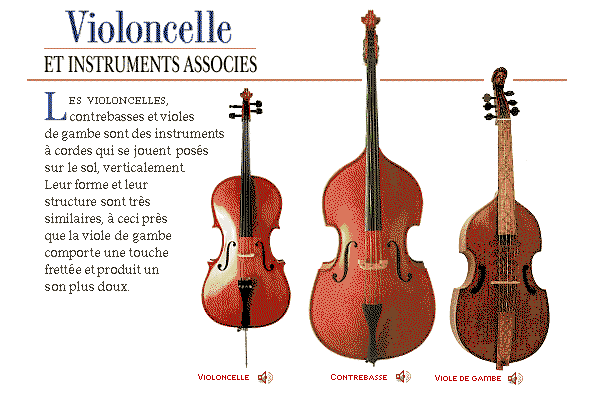 Violoncelle
ET INSTRUMENTS ASSOCIES
LES VIOLONCELLES,
contrebasses et violes
de gambe sont des instruments
à cordes qui se jouent posés
sur le sol, verticalement.
Leur forme et leur
structure sont très
similaires, à ceci près
que la viole de gambe
comporte une touche
frettée et produit un
son plus doux.
VIOLONCELLE
CONTREBASSE
VIOLE DE GAMBE